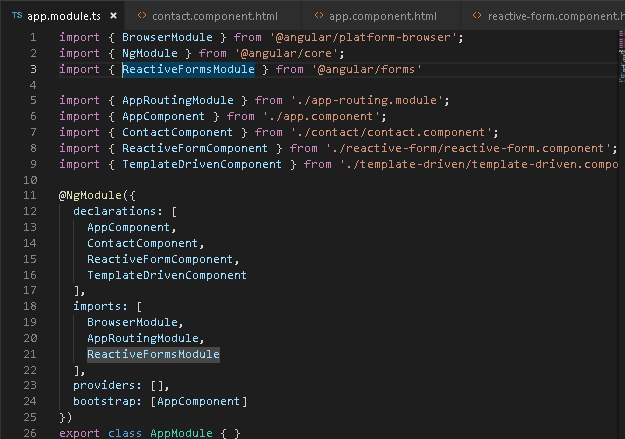 TS app.module.ts × <> contact.component.html <> app.component.html <> reactive-form.component.h
1 import { BrowserModule } from '@angular/platform-browser';
2 import { NgModule } from '@angular/core';
3 import { ReactiveFormsModule } from '@angular/forms'
4
5 import { AppRoutingModule } from './app-routing.module';
6 import { AppComponent } from './app.component';
7 import { ContactComponent } from './contact/contact.component';
8 import { ReactiveFormComponent } from './reactive-form/reactive-form.component';
9 import { TemplateDrivenComponent } from './template-driven/template-driven.compo
10
11 @NgModule({
12 declarations: [
13 AppComponent,
14 ContactComponent,
15 ReactiveFormComponent,
16 TemplateDrivenComponent
17 ],
18 imports: [
19 BrowserModule,
20 AppRoutingModule,
21 ReactiveFormsModule
22 ],
23 providers: [],
24 bootstrap: [AppComponent]
25 })
26 export class AppModule { }